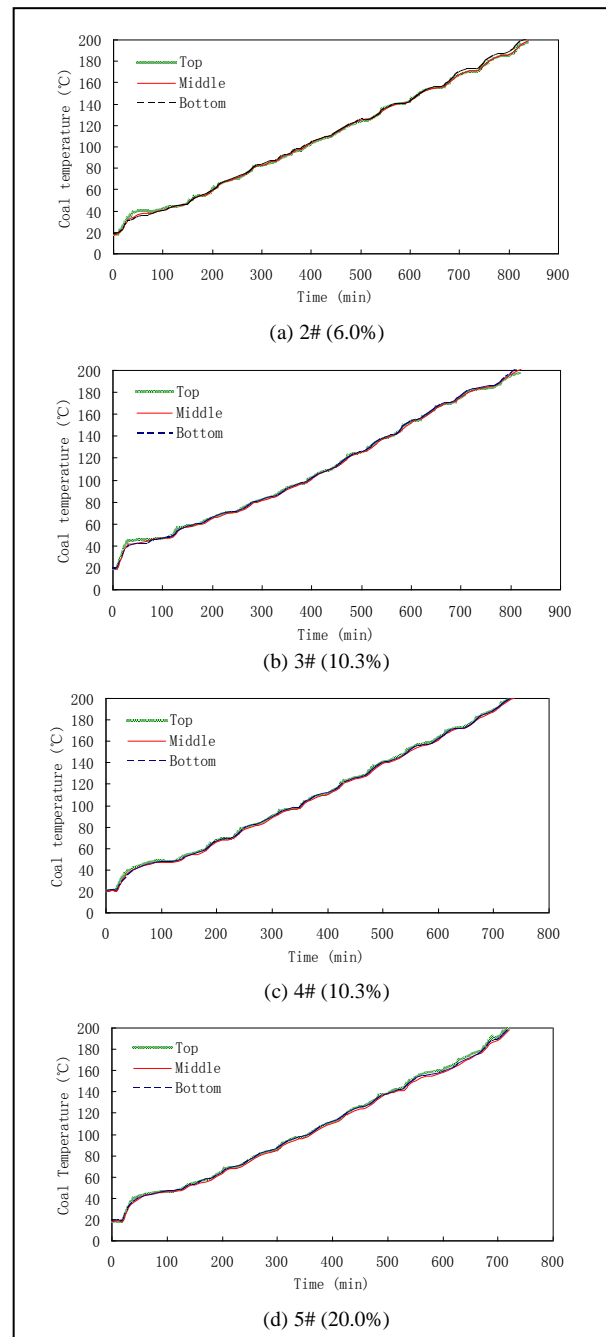 Coal temperature (℃)
200
180
160
140
120
100
80
60
40
20
0
Top
Middle
Bottom
0 100 200 300 400 500 600 700 800 900
Time (min)
(a) 2# (6.0%)
Coal temperature (℃)
200
180
160
140
120
100
80
60
40
20
0
Top
Middle
Bottom
0 100 200 300 400 500 600 700 800 900
Time (min)
(b) 3# (10.3%)
Coal temperature (℃)
200
180
160
140
120
100
80
60
40
20
0
Top
Middle
Bottom
0 100 200 300 400 500 600 700 800
Time (min)
(c) 4# (10.3%)
Coal Temperature (℃)
200
180
160
140
120
100
80
60
40
20
0
Top
Middle
Bottom
0 100 200 300 400 500 600 700 800
Time (min)
(d) 5# (20.0%)